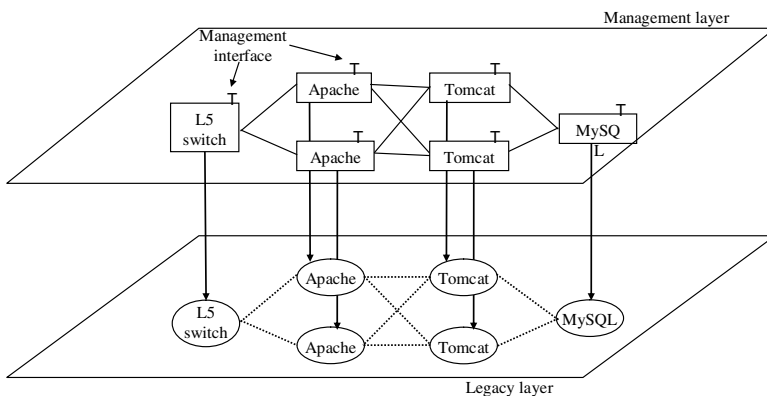 Management layer
Management
interface
Apache
Tomcat
L5
switch
MySQ
L
Apache
Tomcat
Apache
Tomcat
L5
switch
MySQL
Apache
Tomcat
Legacy layer